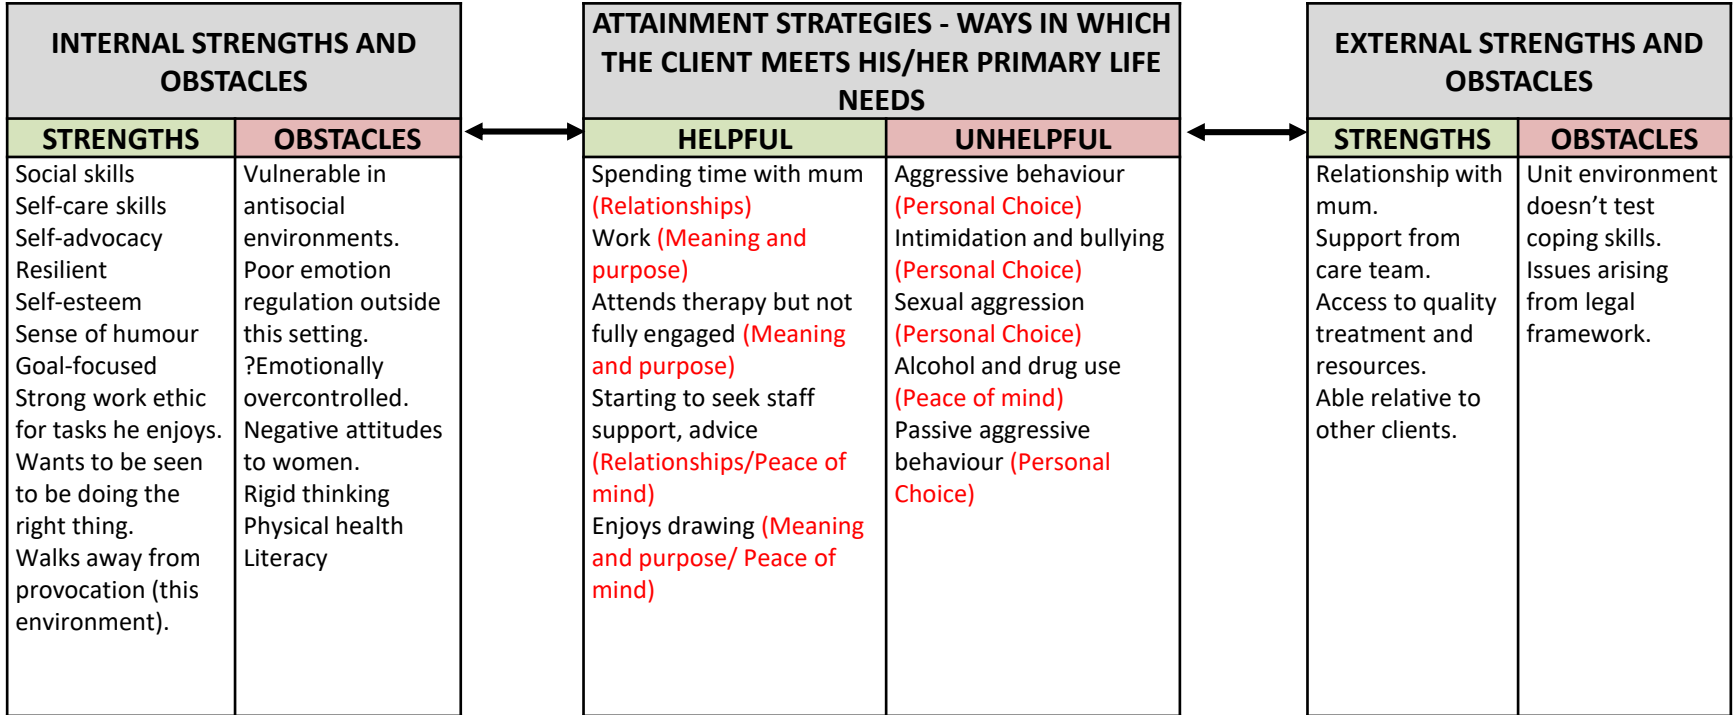 INTERNAL STRENGTHS AND
OBSTACLES
STRENGTHS
Social skills
Self-care skills
Self-advocacy
Resilient
Self-esteem
Sense of humour
Goal-focused
Strong work ethic
for tasks he enjoys.
Wants to be seen
to be doing the
right thing.
Walks away from
provocation (this
environment).
OBSTACLES
Vulnerable in
antisocial
environments.
Poor emotion
regulation outside
this setting.
?Emotionally
overcontrolled.
Negative attitudes
to women.
Rigid thinking
Physical health
Literacy
ATTAINMENT STRATEGIES - WAYS IN WHICH
THE CLIENT MEETS HIS/HER PRIMARY LIFE
NEEDS
HELPFUL
Spending time with mum
(Relationships)
Work (Meaning and
purpose)
Attends therapy but not
fully engaged (Meaning
and purpose)
Starting to seek staff
support, advice
(Relationships/Peace of
mind)
Enjoys drawing (Meaning
and purpose/ Peace of
mind)
UNHELPFUL
Aggressive behaviour
(Personal Choice)
Intimidation and bullying
(Personal Choice)
Sexual aggression
(Personal Choice)
Alcohol and drug use
(Peace of mind)
Passive aggressive
behaviour (Personal
Choice)
EXTERNAL STRENGTHS AND
OBSTACLES
STRENGTHS
Relationship with
mum.
Support from
care team.
Access to quality
treatment and
resources.
Able relative to
other clients.
OBSTACLES
Unit environment
doesn’t test
coping skills.
Issues arising
from legal
framework.